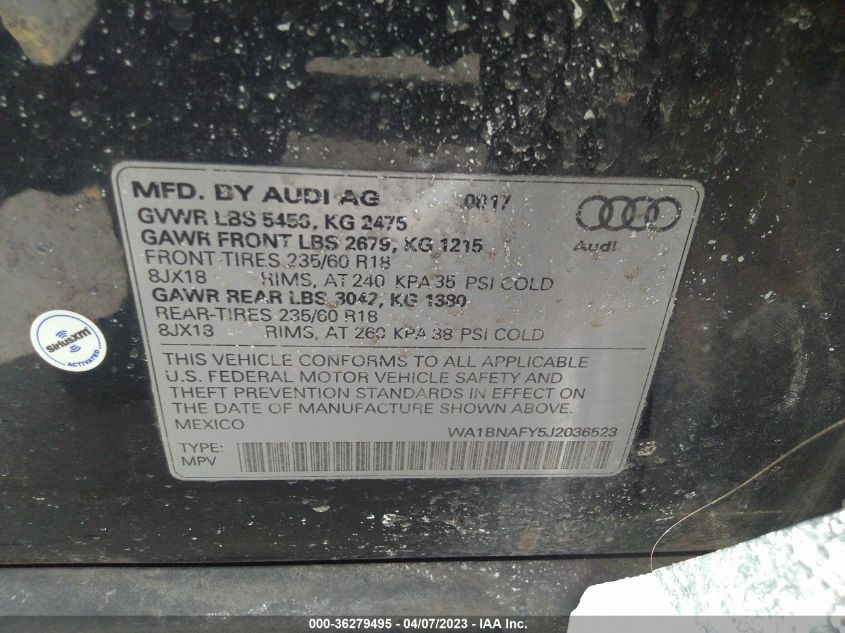 MFD. BY AUDI AG 0817
GVWR LBS 5456, KG 2475
GAWR FRONT LBS 2679, KG 1215
FRONT-TIRES 235/60 R18
8JX18 RIMS, AT 240 KPA 35 PSI COLD
GAWR REAR LBS 3042, KG 1380
REAR-TIRES 235/60 R18
8JX18 RIMS, AT 260 KPA 38 PSI COLD
Audi
THIS VEHICLE CONFORMS TO ALL APPLICABLE
U.S. FEDERAL MOTOR VEHICLE SAFETY AND
THEFT PREVENTION STANDARDS IN EFFECT ON
THE DATE OF MANUFACTURE SHOWN ABOVE.
MEXICO WA1BNAFY5J2036523
TYPE:
MPV
SiriusXM
ACTIVATED
000-36279495 - 04/07/2023 - IAA Inc.